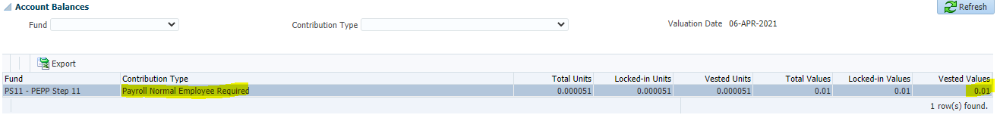 Account Balances
Refresh
Fund Contribution Type Valuation Date 06-APR-2021
Export
Fund Contribution Type Total Units Locked-in Units Vested Units Total Values Locked-in Values Vested Values
PS11 - PEPP Step 11 Payroll Normal Employee Required 0.000051 0.000051 0.000051 0.01 0.01 0.01
1 row(s) found.